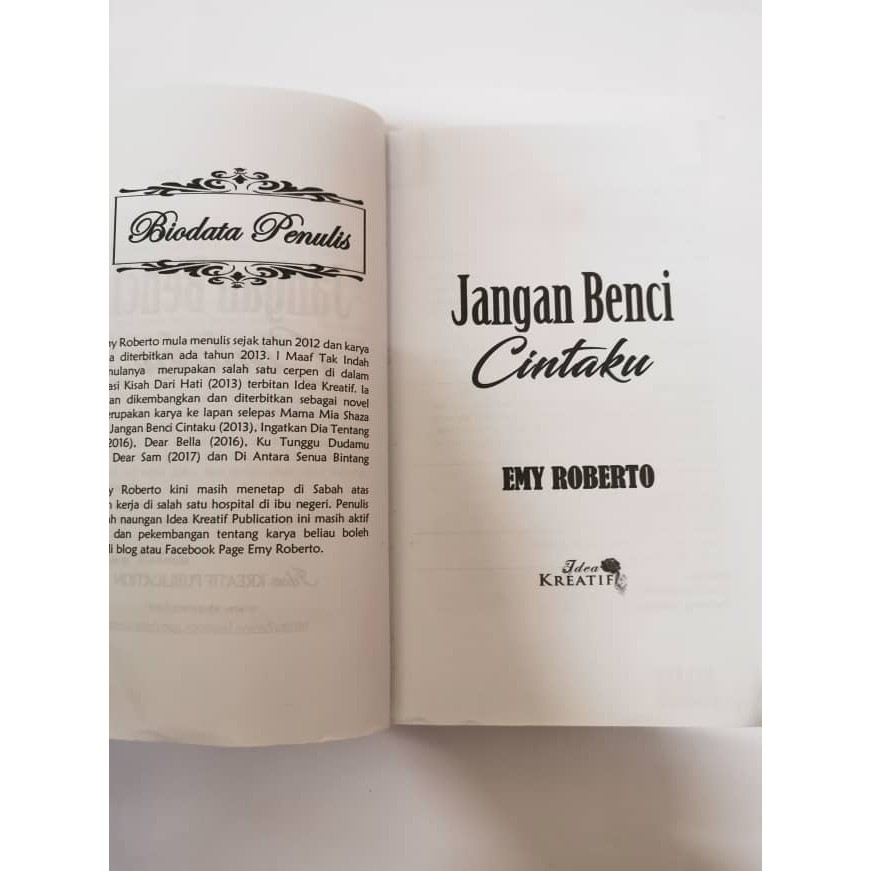 Biodata Penulis
Roberto mula menulis sejak tahun 2012 dan karya
diterbitkan ada tahun 2013. I Maaf Tak Indah
merupakan salah satu cerpen di dalam
Kisah Dari Hati (2013) terbitan Idea Kreatif. Ia
dikembangkan dan diterbitkan sebagai novel
karya ke lapan selepas Mama Mia Shaza
Jangan Benci Cintaku (2013), Ingatkan Dia Tentang
2016), Dear Bella (2016), Ku Tunggu Dudamu
Dear Sam (2017) dan Di Antara Senua Bintang
Roberto kini masih menetap di Sabah atas
kerja di salah satu hospital di ibu negeri. Penulis
naungan Idea Kreatif Publication ini masih aktif
dan pekembangan tentang karya beliau boleh
blog atau Facebook Page Emy Roberto.
Jangan Benci
Cintaku
EMY ROBERTO
Idea
KREATIF